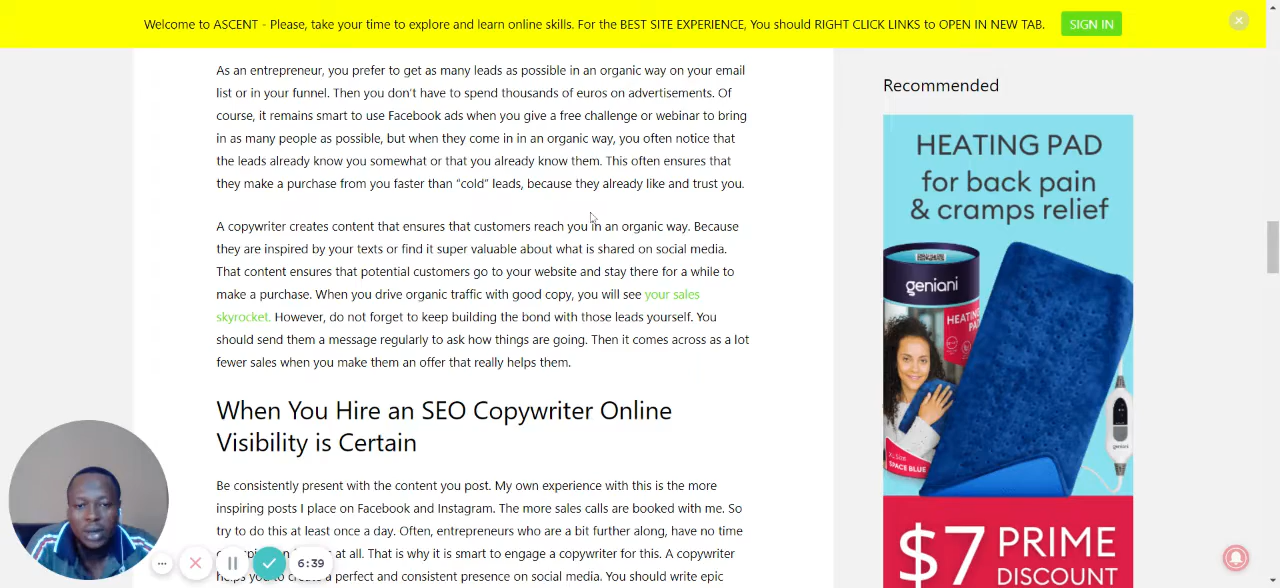 Welcome to ASCENT - Please, take your time to explore and learn online skills. For the BEST SITE EXPERIENCE, You should RIGHT CLICK LINKS to OPEN IN NEW TAB.
SIGN IN
As an entrepreneur, you prefer to get as many leads as possible in an organic way on your email
list or in your funnel. Then you don't have to spend thousands of euros on advertisements. Of
course, it remains smart to use Facebook ads when you give a free challenge or webinar to bring
in as many people as possible, but when they come in in an organic way, you often notice that
the leads already know you somewhat or that you already know them. This often ensures that
they make a purchase from you faster than “cold” leads, because they already like and trust you.
A copywriter creates content that ensures that customers reach you in an organic way. Because
they are inspired by your texts or find it super valuable about what is shared on social media.
That content ensures that potential customers go to your website and stay there for a while to
make a purchase. When you drive organic traffic with good copy, you will see your sales
skyrocket. However, do not forget to keep building the bond with those leads yourself. You
should send them a message regularly to ask how things are going. Then it comes across as a lot
fewer sales when you make them an offer that really helps them.
When You Hire an SEO Copywriter Online
Visibility is Certain
Be consistently present with the content you post. My own experience with this is the more
inspiring posts I place on Facebook and Instagram. The more sales calls are booked with me. So
try to do this at least once a day. Often, entrepreneurs who are a bit further along, have no time
at all. That is why it is smart to engage a copywriter for this. A copywriter
helps you to create a perfect and consistent presence on social media. You should write epic
6:39
Recommended
HEATING PAD
for back pain
& cramps relief
geniani
HEATING
XL Size
SPACE BLUE
geniani
$7 PRIME
DISCOUNT